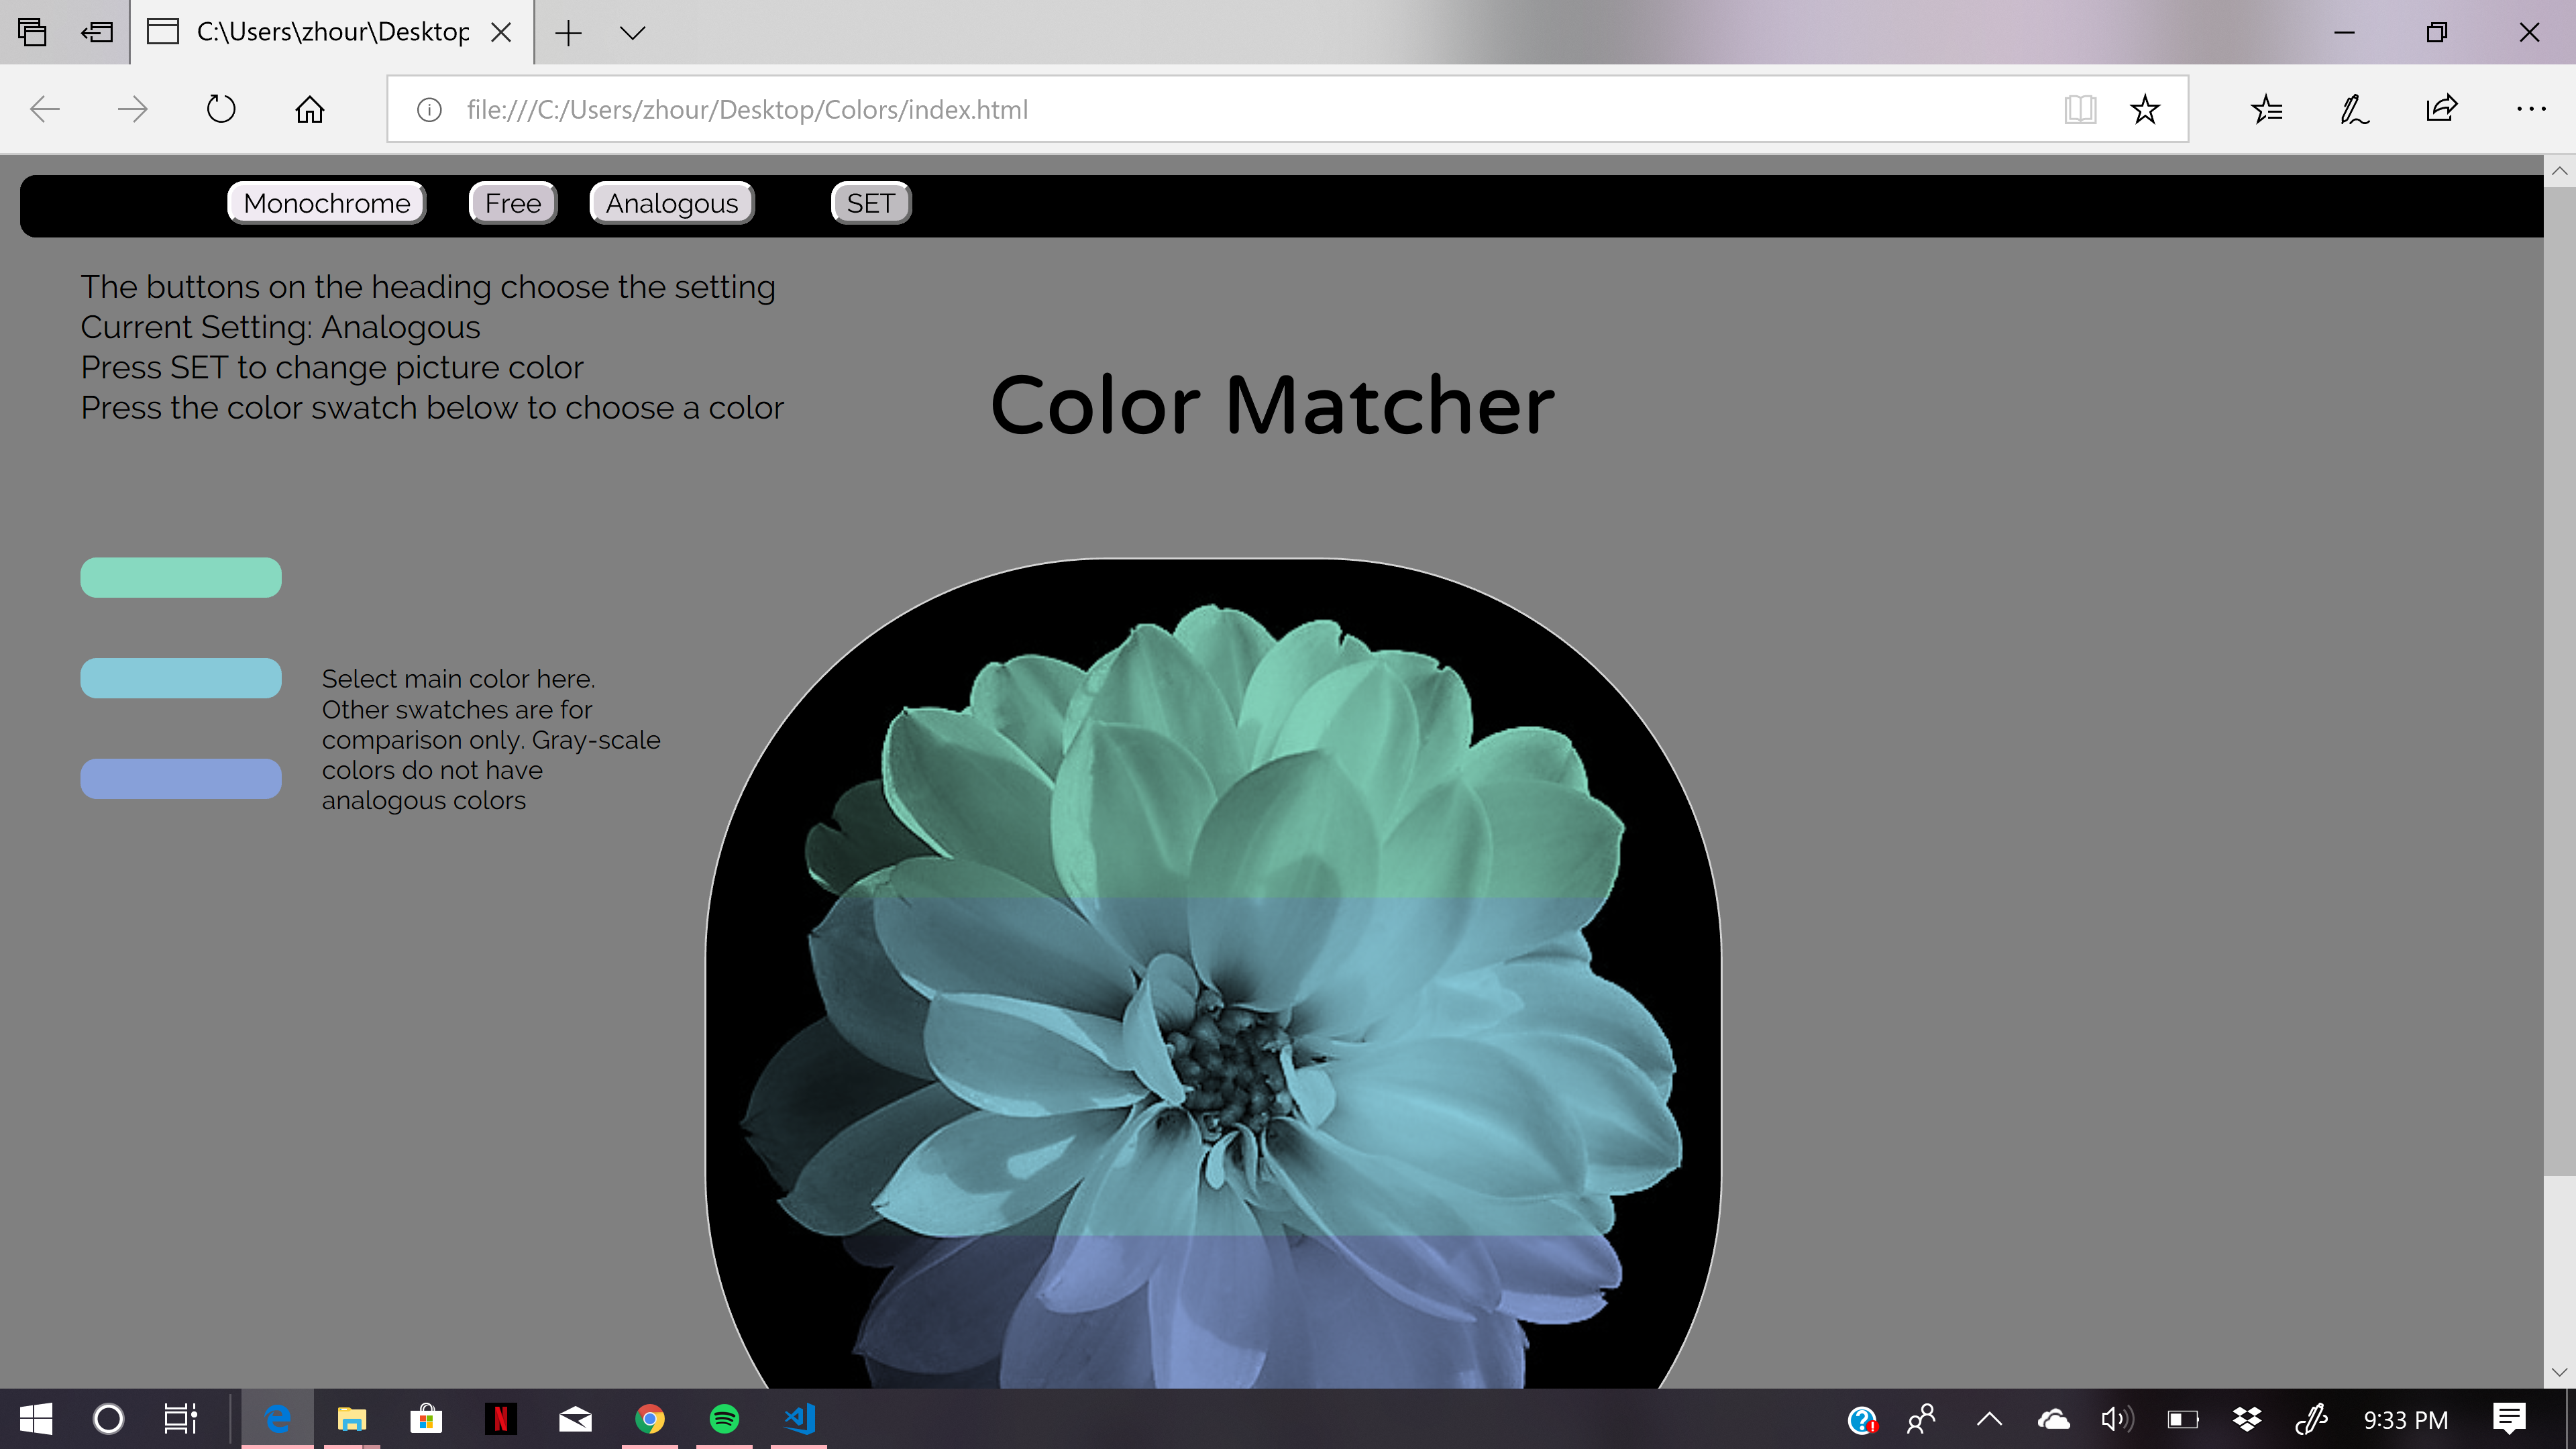 C:\Users\zhour\Desktop
file:///C:/Users/zhour/Desktop/Colors/index.html
Monochrome Free Analogous SET
The buttons on the heading choose the setting
Current Setting: Analogous
Press SET to change picture color
Press the color swatch below to choose a color
Color Matcher
Select main color here.
Other swatches are for
comparison only. Gray-scale
colors do not have
analogous colors
9:33 PM